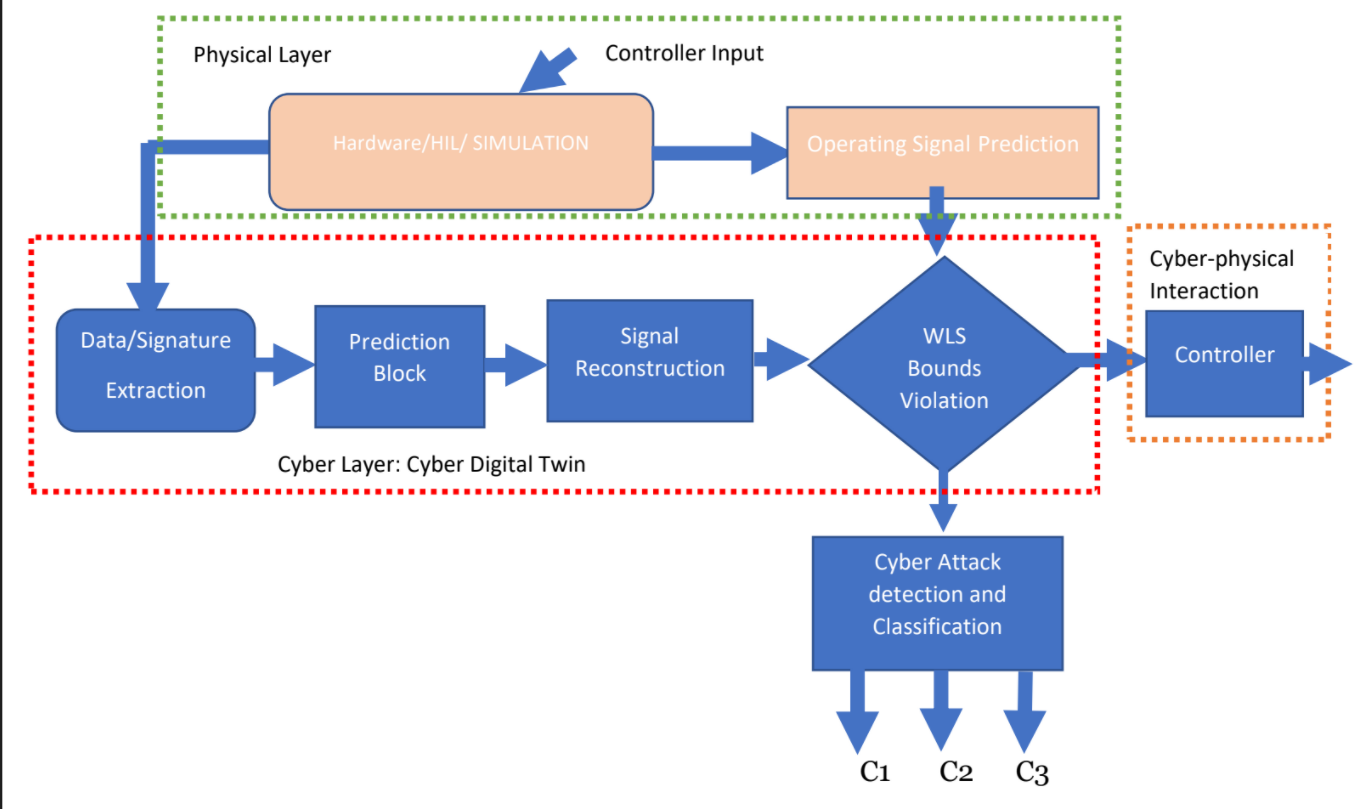 Physical Layer
Controller Input
Hardware/HIL/ SIMULATION
Operating Signal Prediction
Cyber-physical
Interaction
Data/Signature
Extraction
Prediction
Block
Signal
Reconstruction
WLS
Bounds
Violation
Controller
Cyber Layer: Cyber Digital Twin
Cyber Attack
detection and
Classification
C1 C2 C3